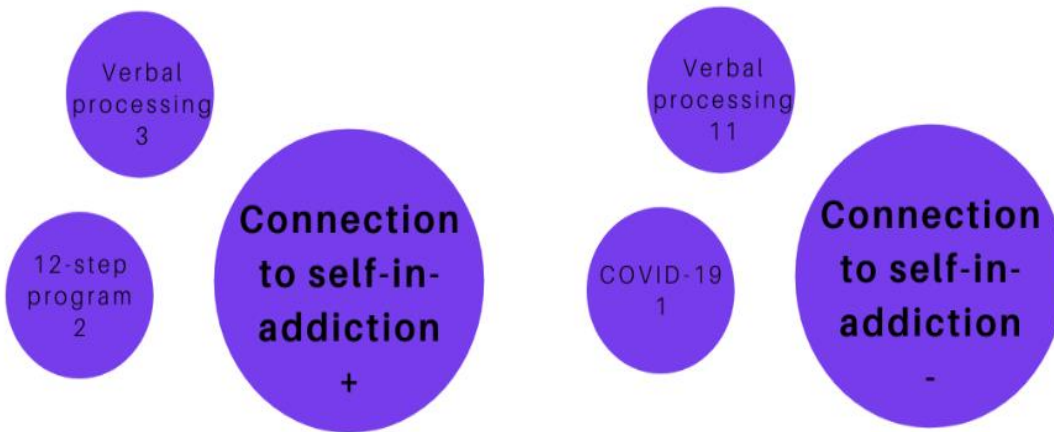 Verbal
processing
3
12-step
program
2
Connection
to self-in-
addiction
+
Verbal
processing
11
COVID-19
1
Connection
to self-in-
addiction
-